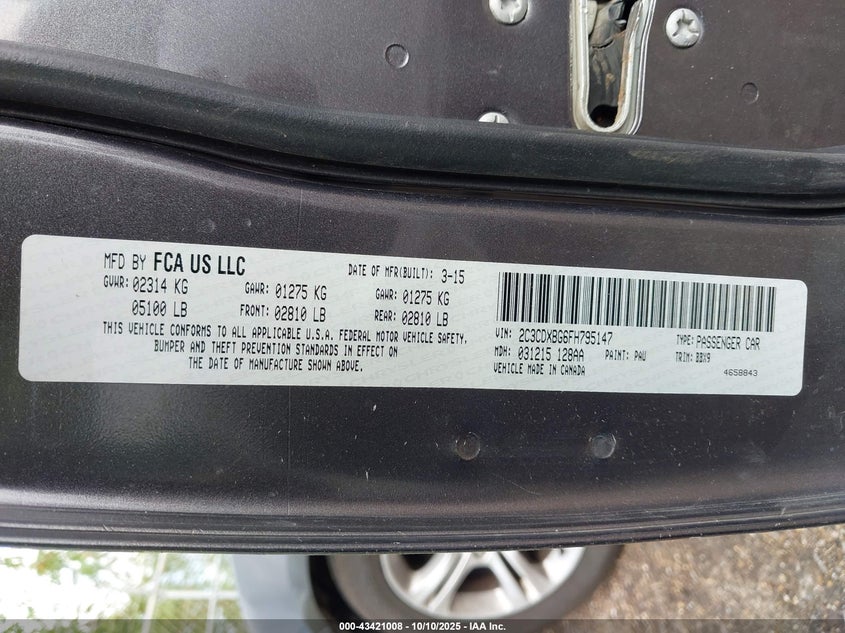 MFD BY FCA US LLC DATE OF MFR(BUILT): 3-15
GVWR: 02314 KG GAWR: 01275 KG GAWR: 01275 KG
05100 LB FRONT: 02810 LB REAR: 02810 LB
THIS VEHICLE CONFORMS TO ALL APPLICABLE U.S.A. FEDERAL MOTOR VEHICLE SAFETY,
BUMPER AND THEFT PREVENTION STANDARDS IN EFFECT ON
THE DATE OF MANUFACTURE SHOWN ABOVE.
VIN: 2C3CDXBG6FH795147 TYPE: PASSENGER CAR
MDH: 031215 128AA PAINT: PAU TRIM: BBX9
VEHICLE MADE IN CANADA 4658843
000-43421008 - 10/10/2025 - IAA Inc.